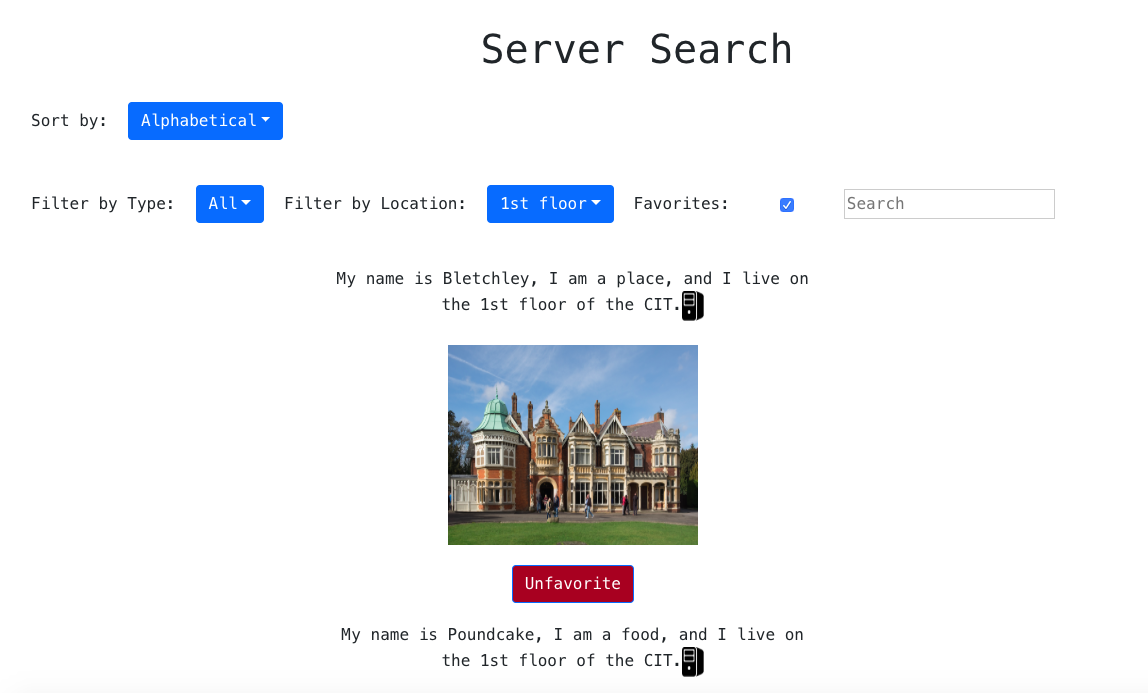 Server Search
Sort by: Alphabetical
Filter by Type: All Filter by Location: 1st floor Favorites: Search
My name is Bletchley, I am a place, and I live on
the 1st floor of the CIT.
Unfavorite
My name is Poundcake, I am a food, and I live on
the 1st floor of the CIT.